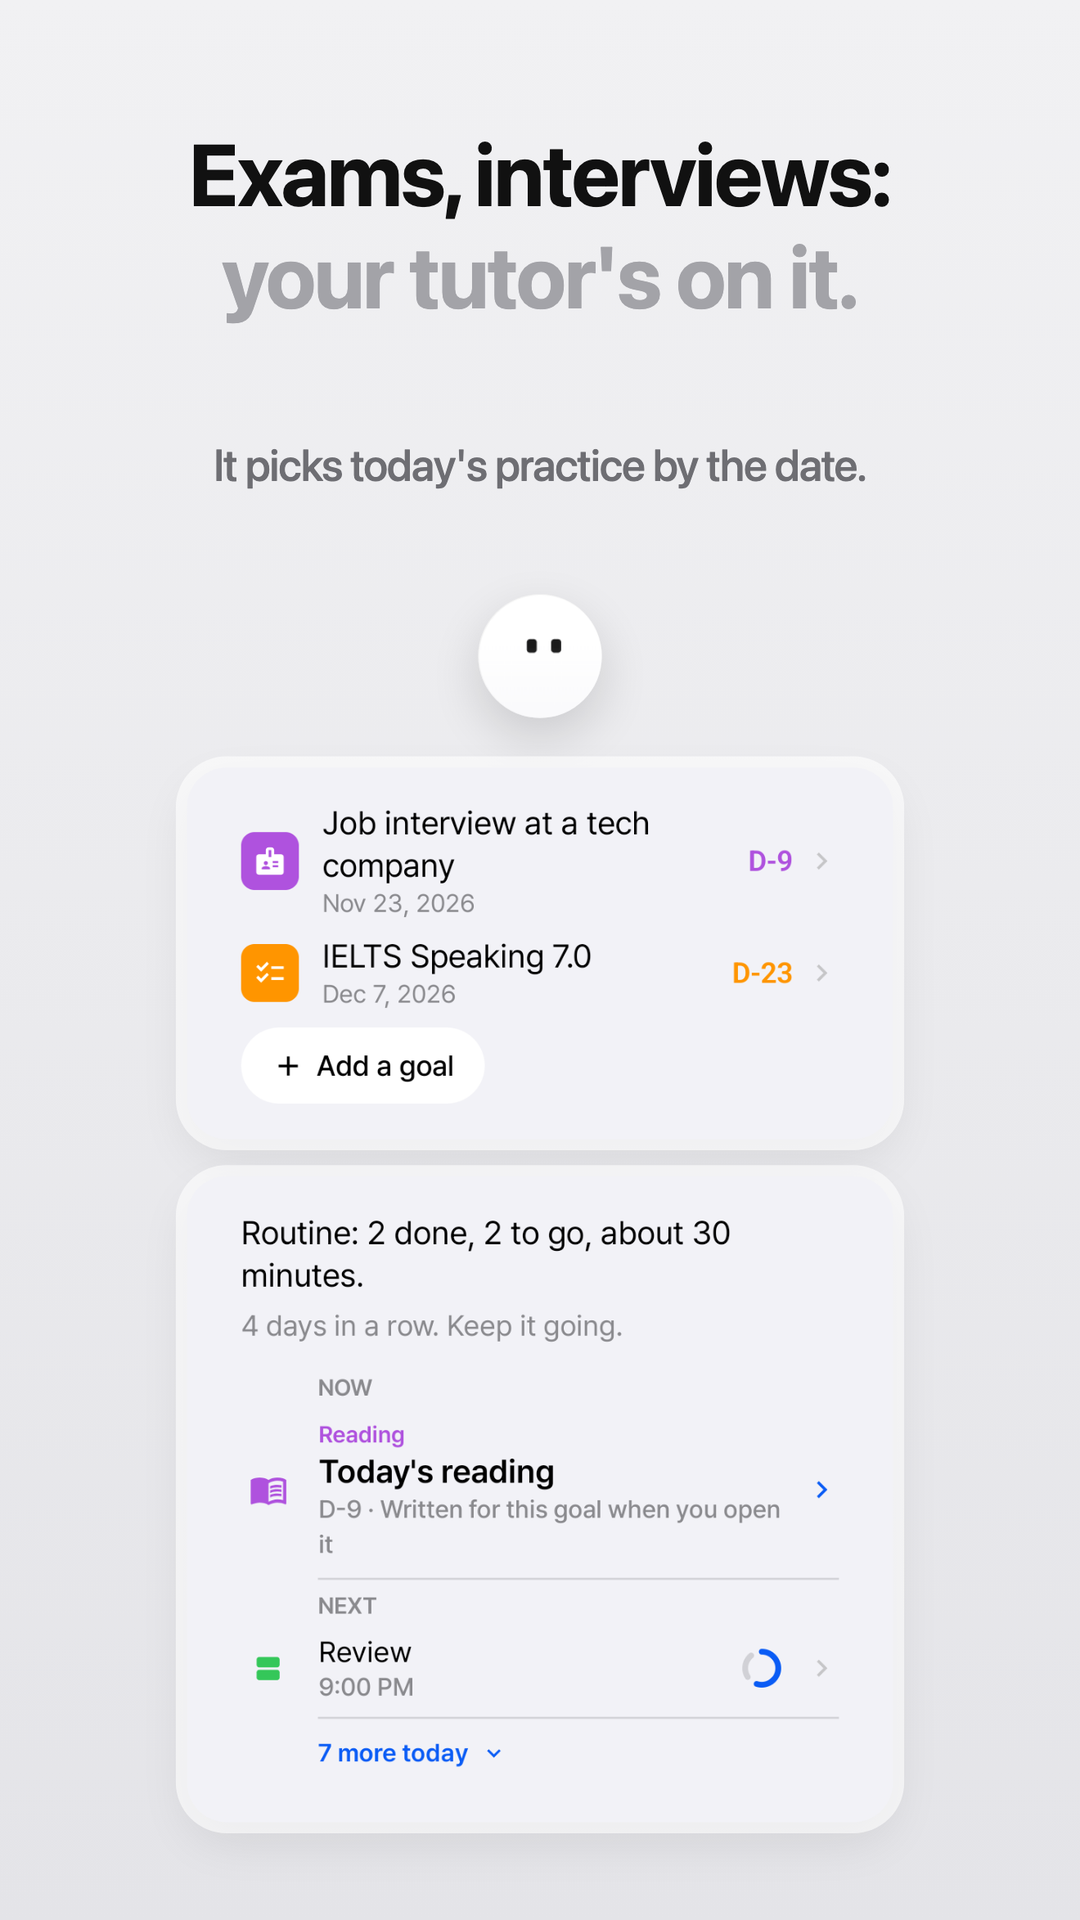 Exams, interviews:
your tutor's on it.
It picks today's practice by the date.
Job interview at a tech
company
Nov 23, 2026
D-9
IELTS Speaking 7.0
Dec 7, 2026
D-23
+ Add a goal
Routine: 2 done, 2 to go, about 30
minutes.
4 days in a row. Keep it going.
NOW
Reading
Today's reading
D-9 · Written for this goal when you open
it
NEXT
Review
9:00 PM
7 more today